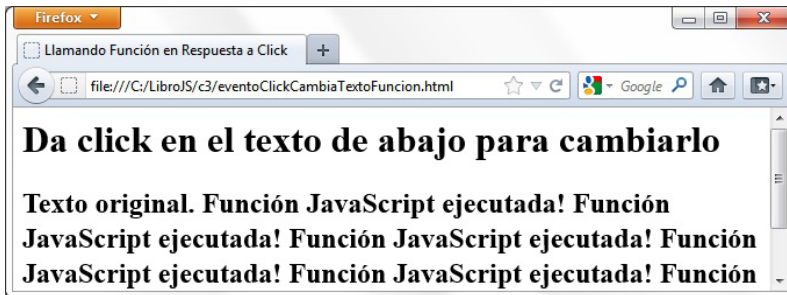 Firefox
Llamando Función en Respuesta a Click
file:///C:/LibroJS/c3/eventoClickCambiaTextoFuncion.html
Google
Da click en el texto de abajo para cambiarlo
Texto original. Función JavaScript ejecutada! Función
JavaScript ejecutada! Función JavaScript ejecutada! Función
JavaScript ejecutada! Función JavaScript ejecutada! Función